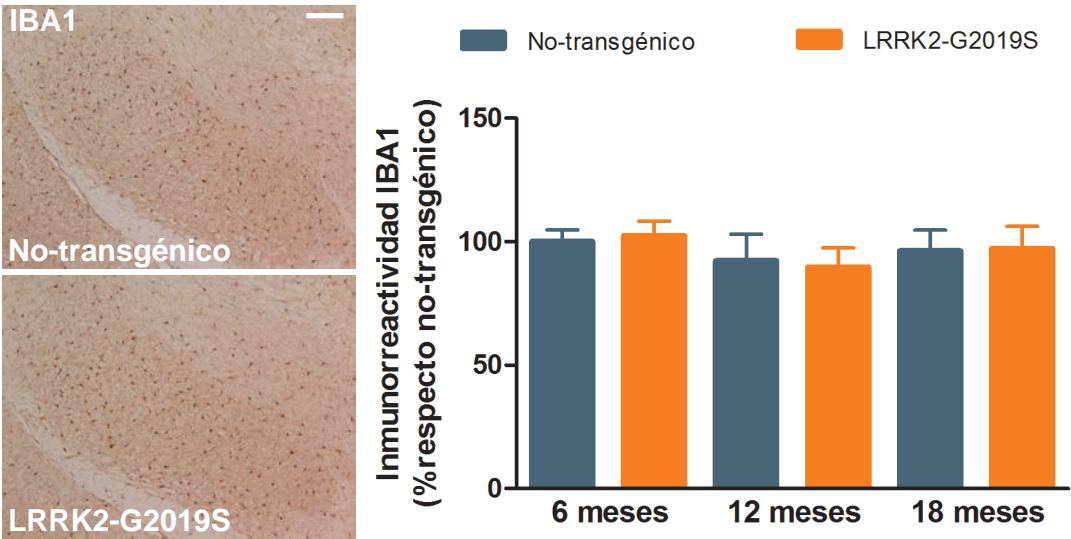 IBA1
No-transgénico
LRRK2-G2019S
No-transgénico
LRRK2-G2019S
Inmunorreactividad IBA1
(%respecto no-transgénico)
150
100
50
0
6 meses
12 meses
18 meses